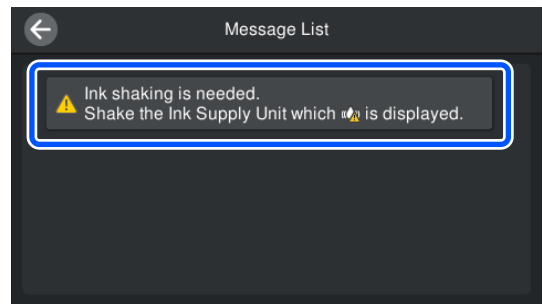 Message List
Ink shaking is needed.
Shake the Ink Supply Unit which is displayed.